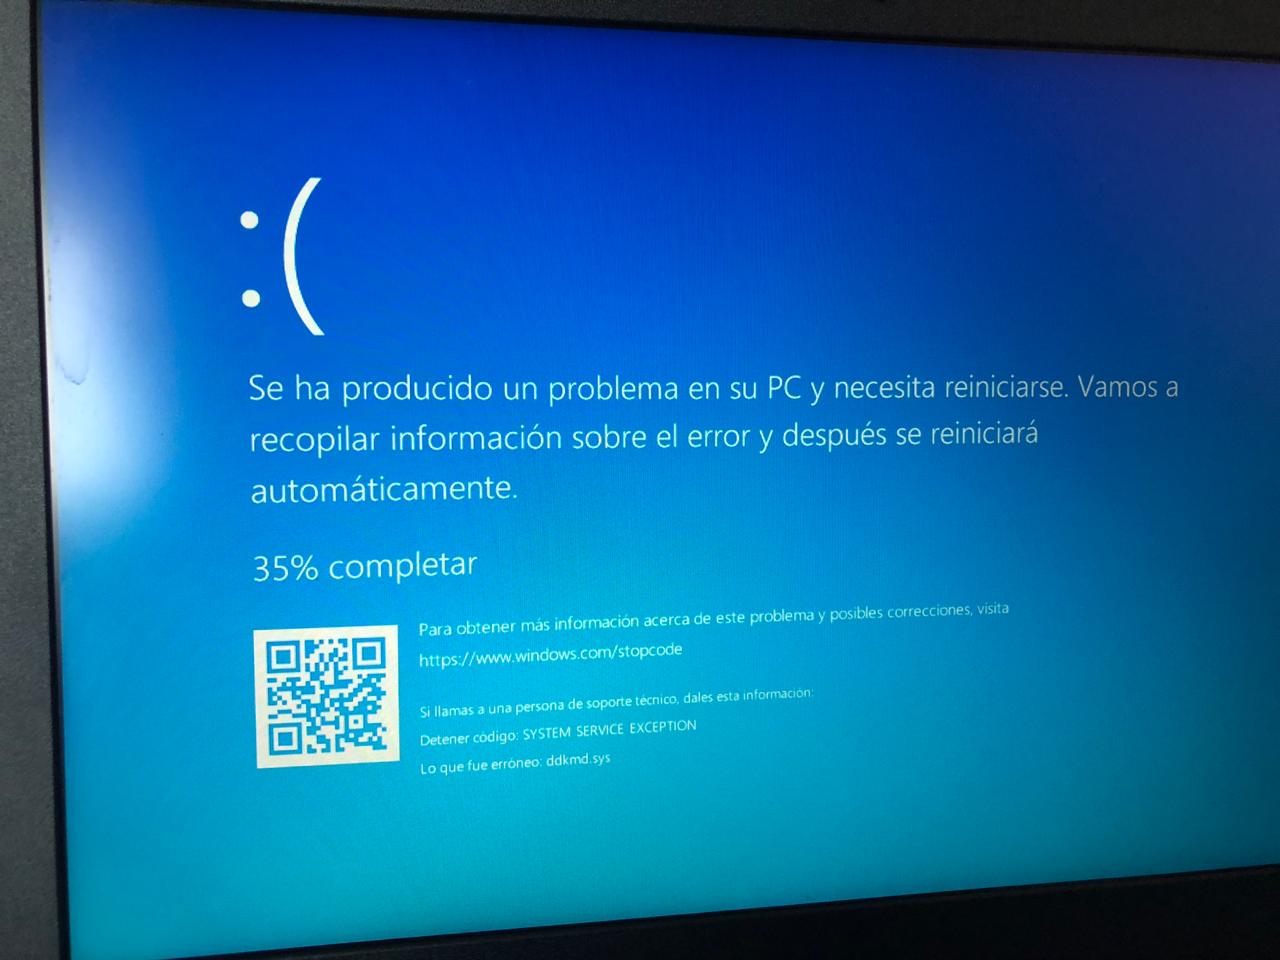 :(
Se ha producido un problema en su PC y necesita reiniciarse. Vamos a
recopilar información sobre el error y después se reiniciará
automáticamente.
35% completar
Para obtener más información acerca de este problema y posibles correcciones, visita
https://www.windows.com/stopcode
Si llamas a una persona de soporte técnico, dales esta información:
Detener código: SYSTEM SERVICE EXCEPTION
Lo que fue erróneo: ddkmd.sys